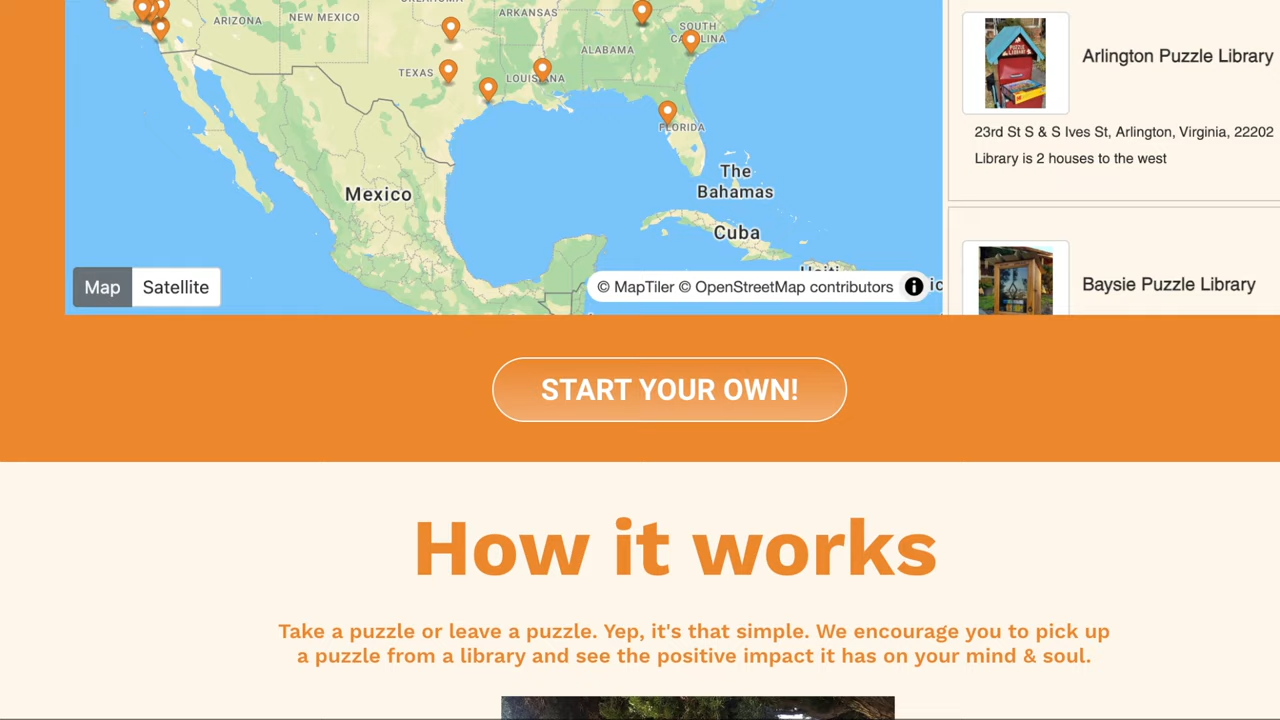 ARIZONA
NEW MEXICO
ARKANSAS
SOUTH
CAROLINA
ALABAMA
TEXAS
LOUISIANA
FLORIDA
The
Bahamas
Mexico
Cuba
Haiti
Map
Satellite
© MapTiler © OpenStreetMap contributors
Arlington Puzzle Library
23rd St S & S Ives St, Arlington, Virginia, 22202
Library is 2 houses to the west
Baysie Puzzle Library
START YOUR OWN!
How it works
Take a puzzle or leave a puzzle. Yep, it's that simple. We encourage you to pick up
a puzzle from a library and see the positive impact it has on your mind & soul.